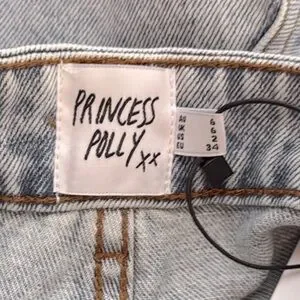 PRINCESS
POLLY xx
AU 6
UK 6
US 2
EU 34